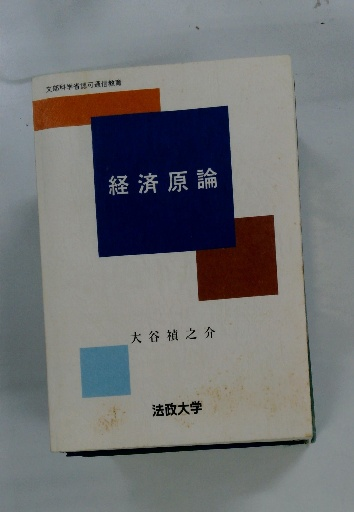 文部科学省認可通信教育
経済原論
大谷禎之介
法政大学